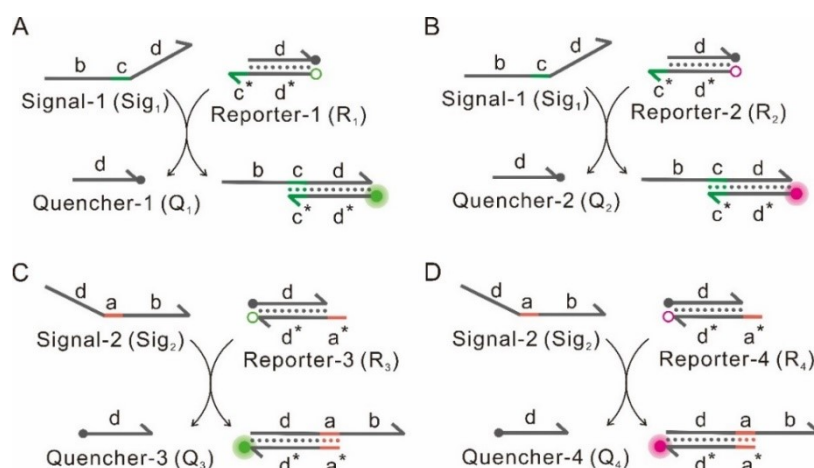 A
b c d
Signal-1 (Sig₁)
d
c* d*
Reporter-1 (R₁)
d
Quencher-1 (Q₁)
b c d
c* d*
B
b c d
Signal-1 (Sig₁)
d
c* d*
Reporter-2 (R₂)
d
Quencher-2 (Q₂)
b c d
c* d*
C
d a b
Signal-2 (Sig₂)
d
d* a*
Reporter-3 (R₃)
d
Quencher-3 (Q₃)
d a b
d* a*
D
d a b
Signal-2 (Sig₂)
d
d* a*
Reporter-4 (R₄)
d
Quencher-4 (Q₄)
d a b
d* a*